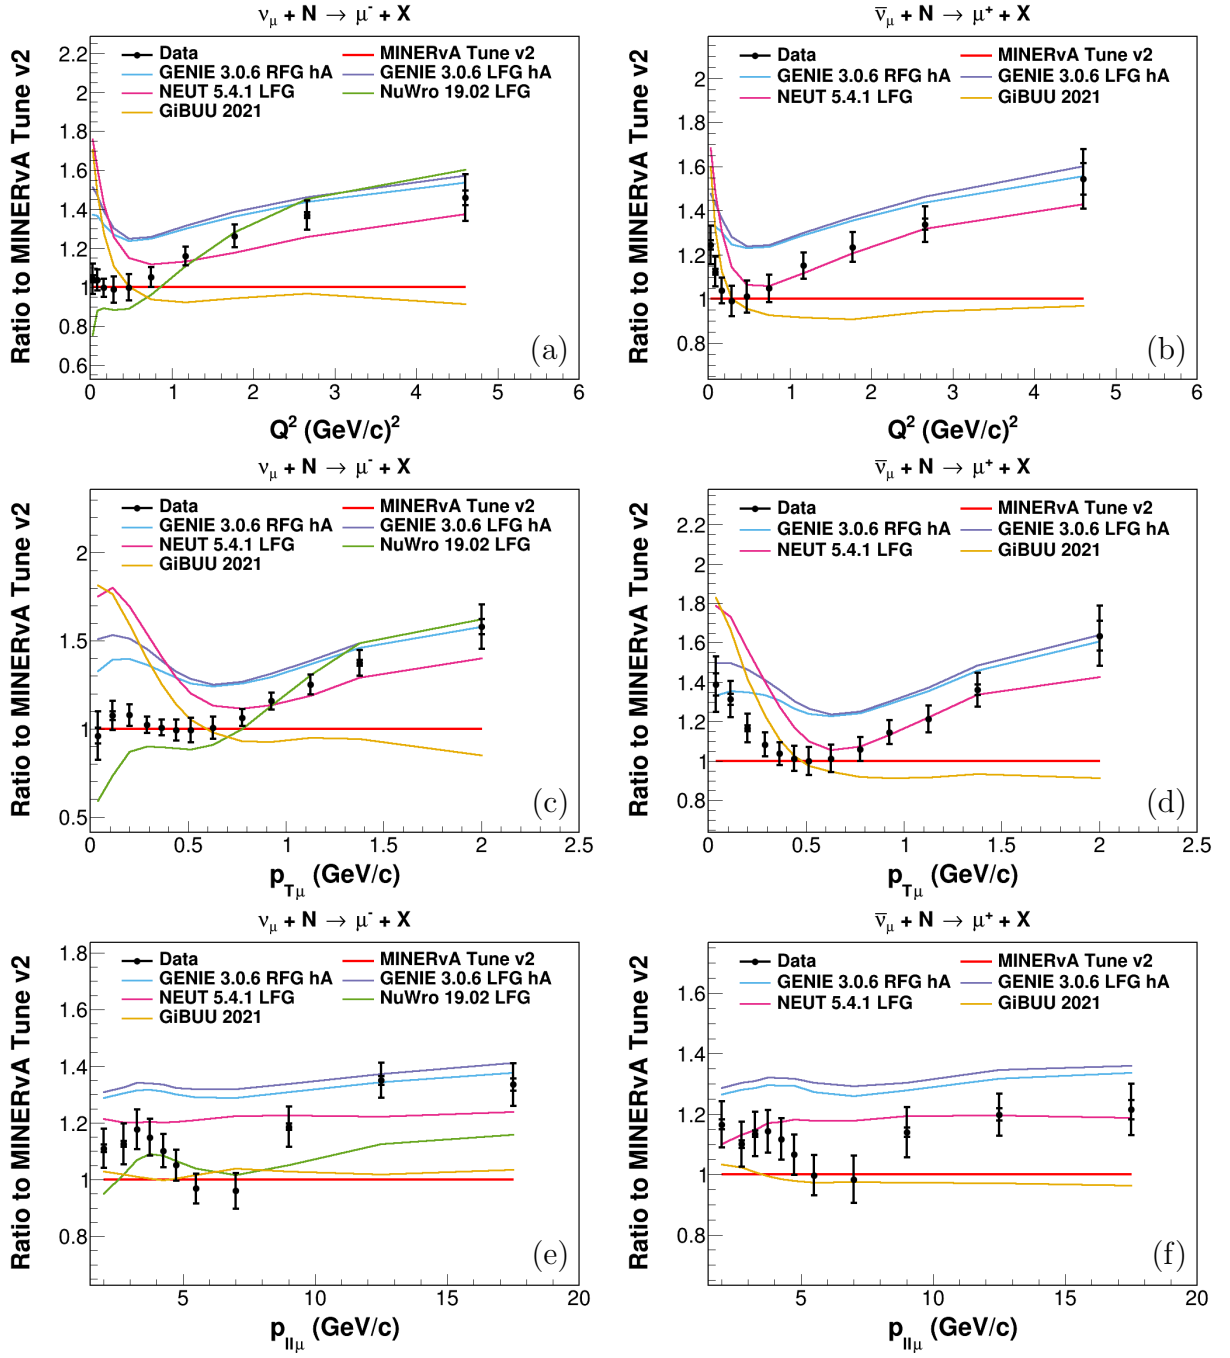 νμ + N → μ- + X
Ratio to MINERvA Tune v2
Data
MINERvA Tune v2
GENIE 3.0.6 RFG hA
GENIE 3.0.6 LFG hA
NEUT 5.4.1 LFG
NuWro 19.02 LFG
GiBUU 2021
2.2
2
1.8
1.6
1.4
1.2
1
0.8
0.6
(a)
0 1 2 3 4 5 6
Q² (GeV/c)²
ν̅μ + N → μ+ + X
Ratio to MINERvA Tune v2
Data
MINERvA Tune v2
GENIE 3.0.6 RFG hA
GENIE 3.0.6 LFG hA
NEUT 5.4.1 LFG
GiBUU 2021
2
1.8
1.6
1.4
1.2
1
0.8
(b)
0 1 2 3 4 5 6
Q² (GeV/c)²
νμ + N → μ- + X
Ratio to MINERvA Tune v2
Data
MINERvA Tune v2
GENIE 3.0.6 RFG hA
GENIE 3.0.6 LFG hA
NEUT 5.4.1 LFG
NuWro 19.02 LFG
GiBUU 2021
2
1.5
1
0.5
(c)
0 0.5 1 1.5 2 2.5
pTμ (GeV/c)
ν̅μ + N → μ+ + X
Ratio to MINERvA Tune v2
Data
MINERvA Tune v2
GENIE 3.0.6 RFG hA
GENIE 3.0.6 LFG hA
NEUT 5.4.1 LFG
GiBUU 2021
2.2
2
1.8
1.6
1.4
1.2
1
0.8
(d)
0 0.5 1 1.5 2 2.5
pTμ (GeV/c)
νμ + N → μ- + X
Ratio to MINERvA Tune v2
Data
MINERvA Tune v2
GENIE 3.0.6 RFG hA
GENIE 3.0.6 LFG hA
NEUT 5.4.1 LFG
NuWro 19.02 LFG
GiBUU 2021
1.8
1.6
1.4
1.2
1
0.8
(e)
5 10 15 20
p||μ (GeV/c)
ν̅μ + N → μ+ + X
Ratio to MINERvA Tune v2
Data
MINERvA Tune v2
GENIE 3.0.6 RFG hA
GENIE 3.0.6 LFG hA
NEUT 5.4.1 LFG
GiBUU 2021
1.6
1.4
1.2
1
0.8
(f)
5 10 15 20
p||μ (GeV/c)